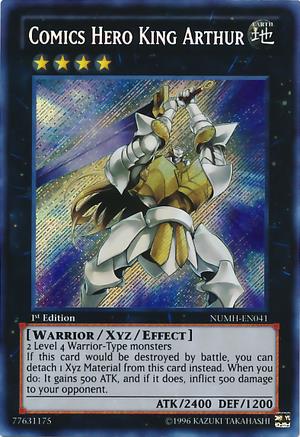 COMICS HERO KING ARTHUR
EARTH
地
1st Edition
NUMH-EN041
[WARRIOR / XYZ / EFFECT]
2 Level 4 Warrior-Type monsters
If this card would be destroyed by battle, you can
detach 1 Xyz Material from this card instead. When you
do: It gains 500 ATK, and if it does, inflict 500 damage
to your opponent.
ATK/2400 DEF/1200
77631175
©1996 KAZUKI TAKAHASHI